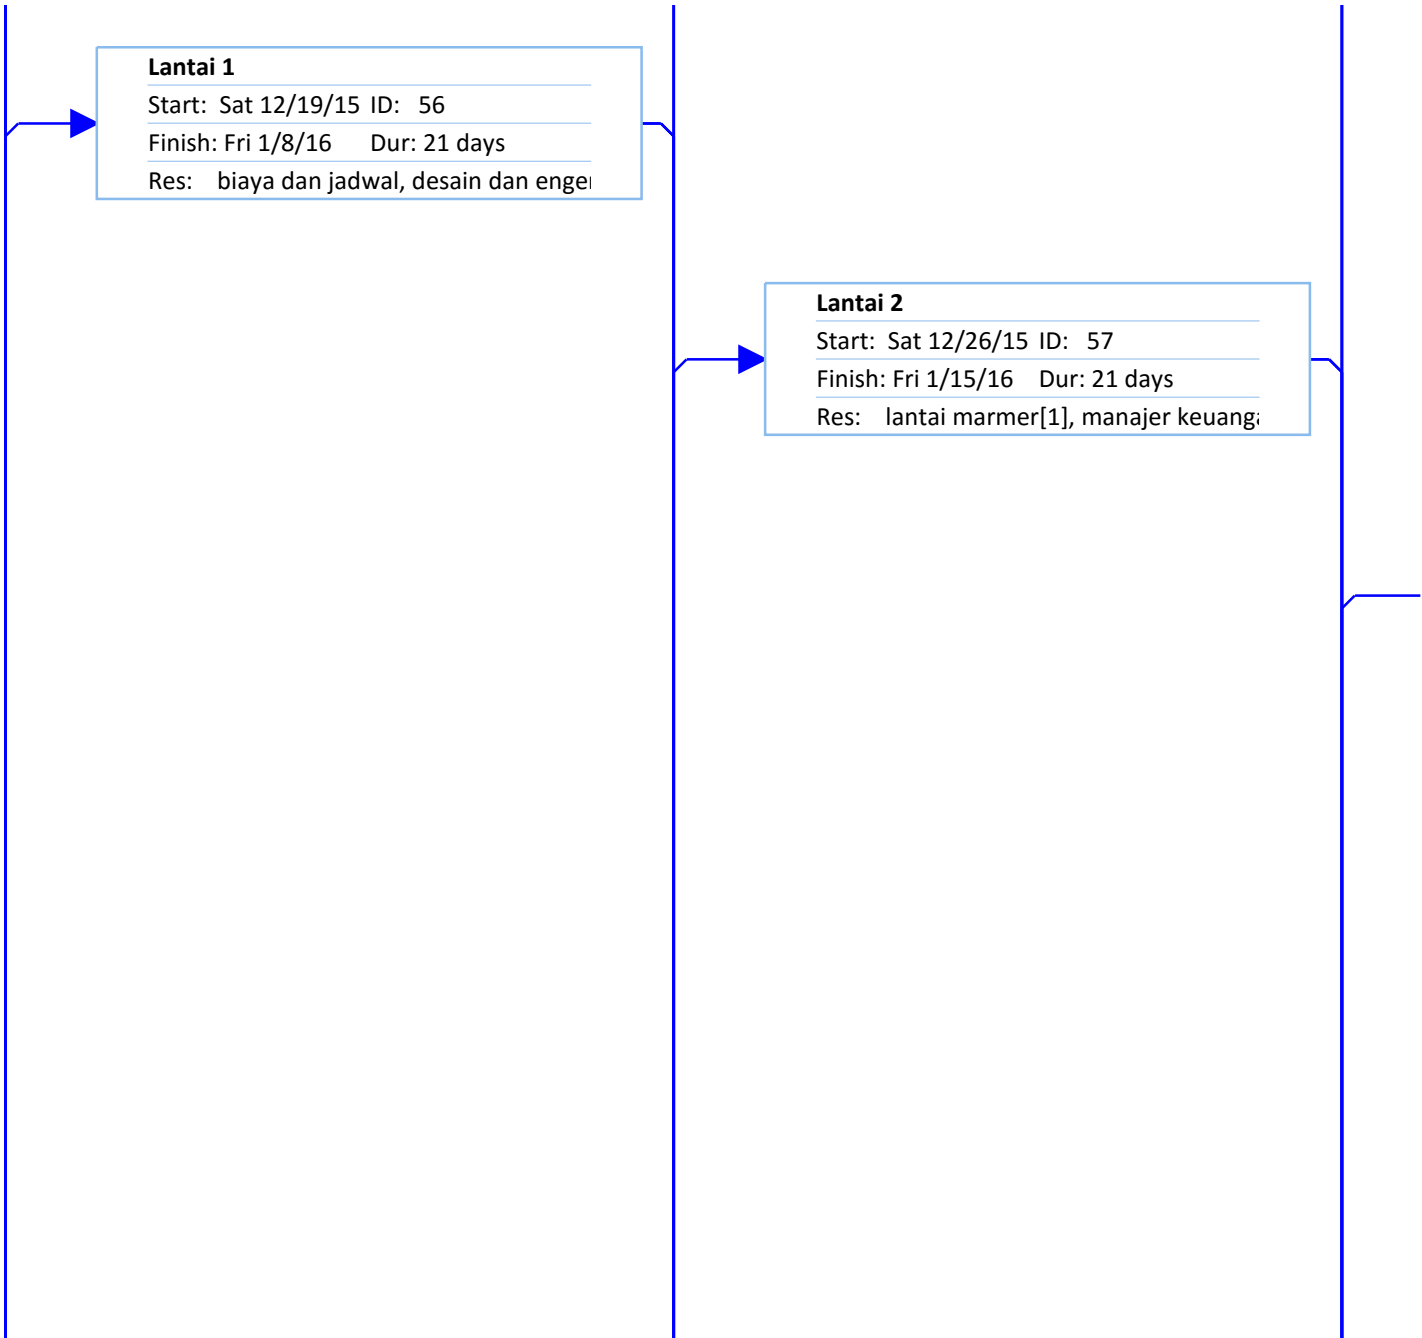 Lantai 1
Start: Sat 12/19/15 ID: 56
Finish: Fri 1/8/16 Dur: 21 days
Res: biaya dan jadwal, desain dan
Lantai 2
Start: Sat 12/26/15 ID: 57
Finish: Fri 1/15/16 Dur: 21 days
Res: lantai marmer[1], manajer